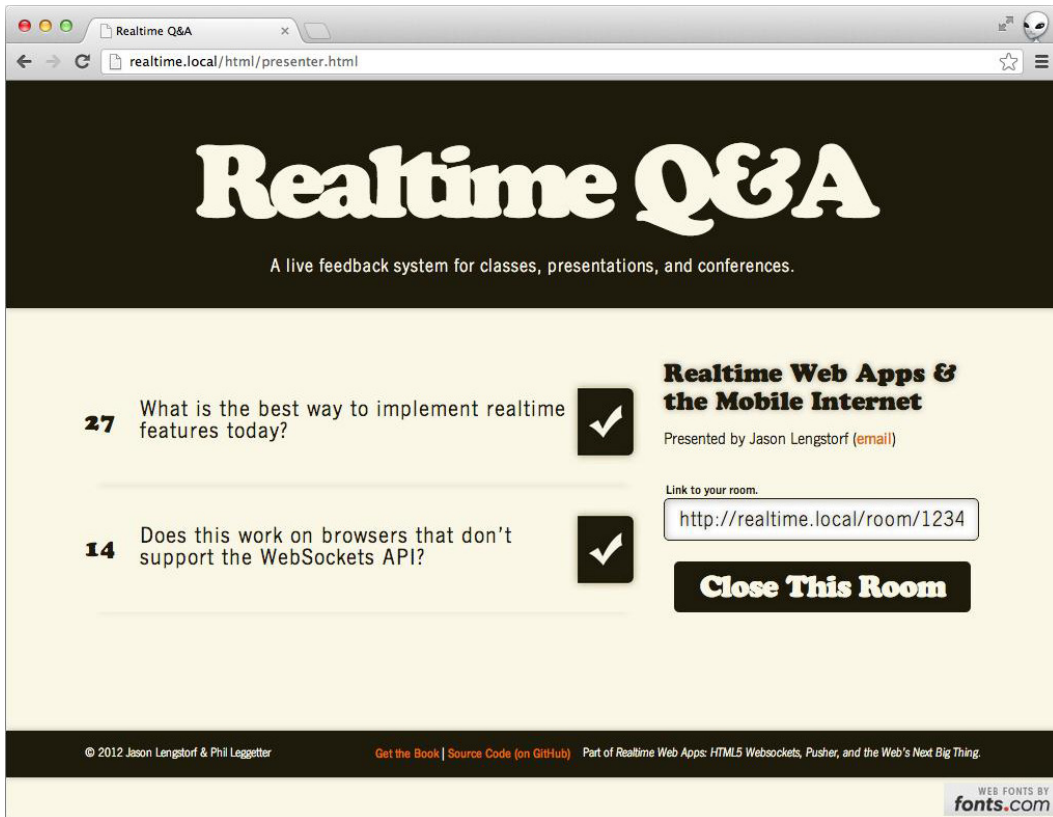 Realtime Q&A
realtime.local/html/presenter.html
Realtime Q&A
A live feedback system for classes, presentations, and conferences.
27
What is the best way to implement realtime
features today?
14
Does this work on browsers that don't
support the WebSockets API?
Realtime Web Apps &
the Mobile Internet
Presented by Jason Lengstorf (email)
Link to your room.
http://realtime.local/room/1234
Close This Room
© 2012 Jason Lengstorf & Phil Leggetter
Get the Book | Source Code (on GitHub)
Part of Realtime Web Apps: HTML5 Websockets, Pusher, and the Web's Next Big Thing.
WEB FONTS BY
fonts.com